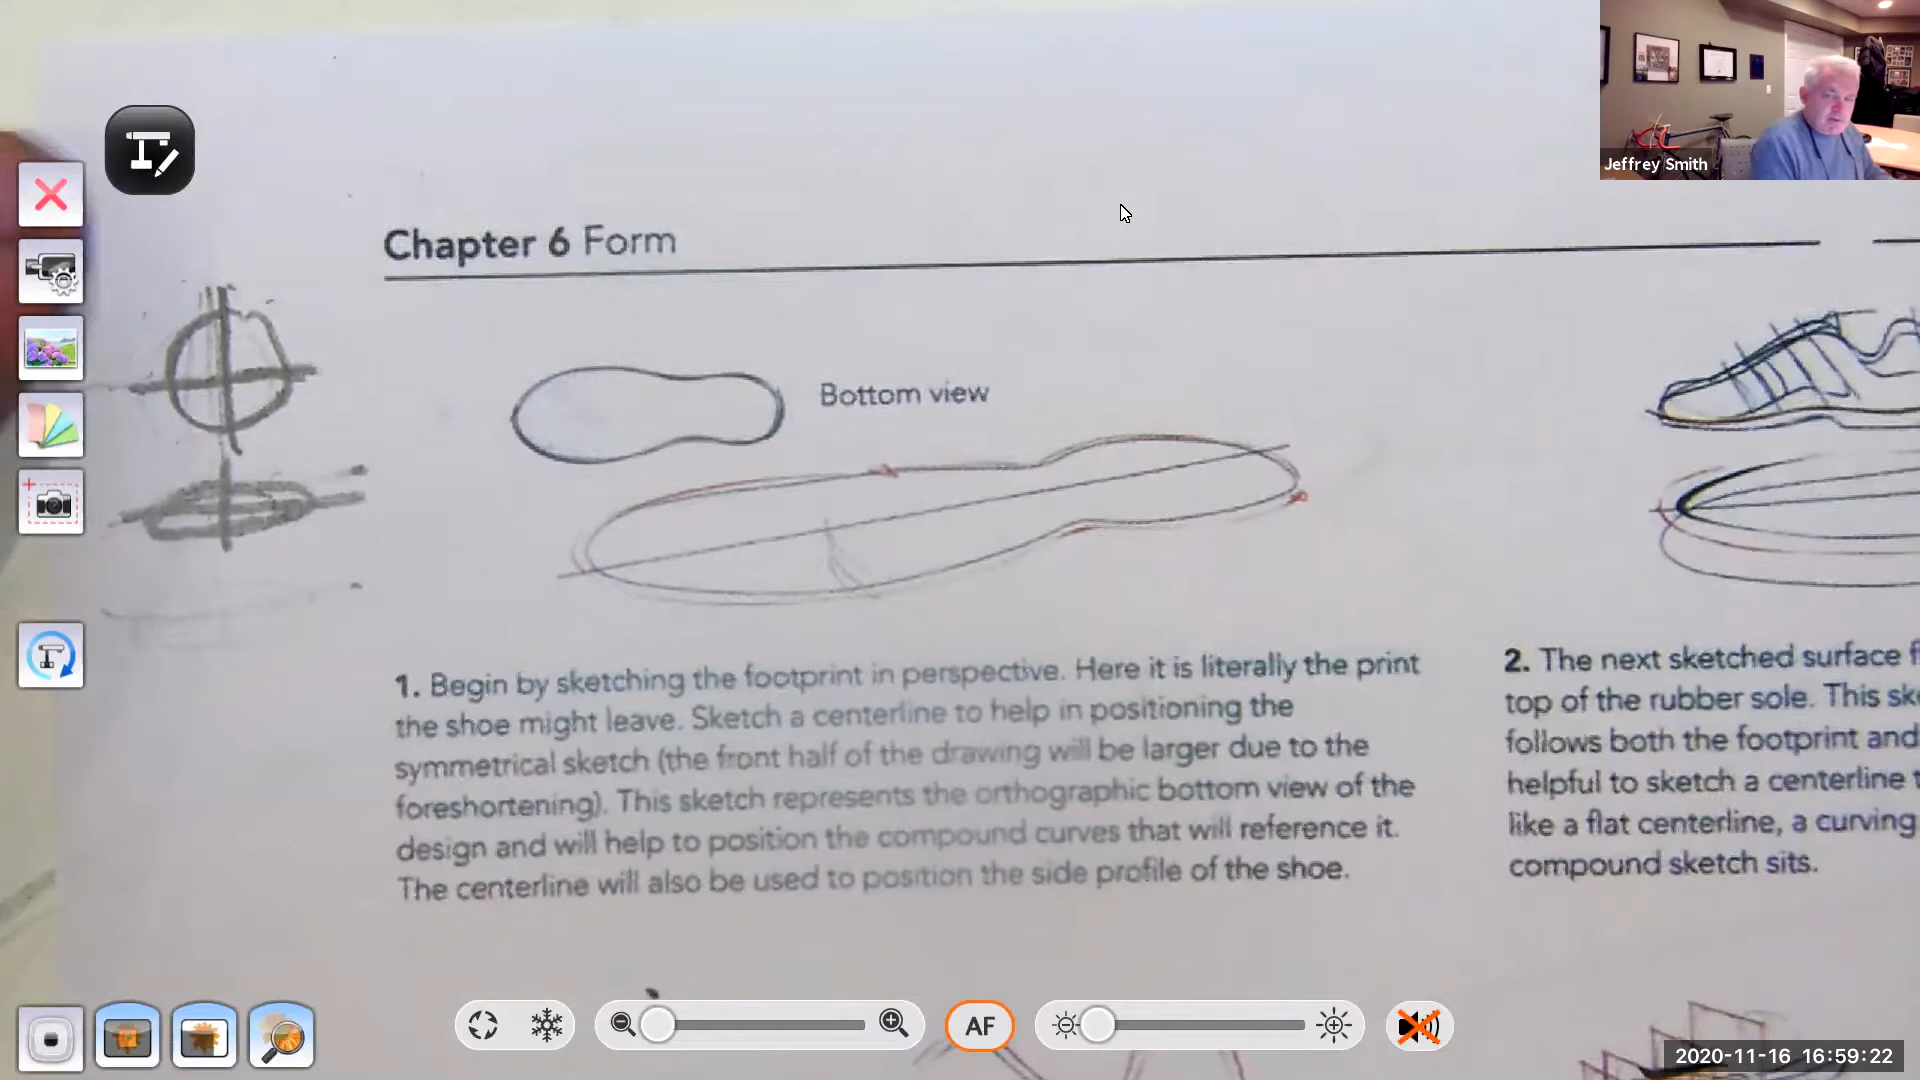 Jeffrey Smith
Chapter 6 Form
Bottom view
1. Begin by sketching the footprint in perspective. Here it is literally the print
the shoe might leave. Sketch a centerline to help in positioning the
symmetrical sketch (the front half of the drawing will be larger due to the
foreshortening). This sketch represents the orthographic bottom view of the
design and will help to position the compound curves that will reference it.
The centerline will also be used to position the side profile of the shoe.
2. The next sketched surface
top of the rubber sole. This
follows both the footprint and
helpful to sketch a centerline
like a flat centerline, a curving
compound sketch sits.
AF
2020-11-16 16:59:22